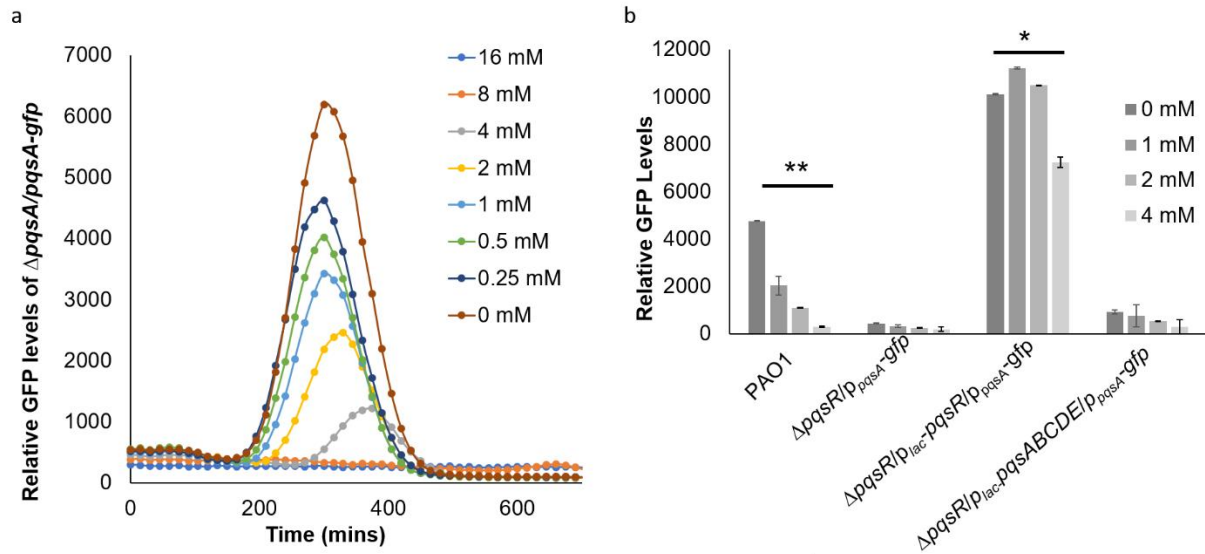 a
Relative GFP levels of ΔpqsA/pqsA-gfp
7000
6000
5000
4000
3000
2000
1000
0
0
200
400
600
Time (mins)
16 mM
8 mM
4 mM
2 mM
1 mM
0.5 mM
0.25 mM
0 mM
b
Relative GFP Levels
12000
10000
8000
6000
4000
2000
0
**
*
0 mM
1 mM
2 mM
4 mM
PAO1
ΔpqsR/ppqsA-gfp
ΔpqsR/plac-pqsR/ppqsA-gfp
ΔpqsR/plac-pqsABCDE/ppqsA-gfp